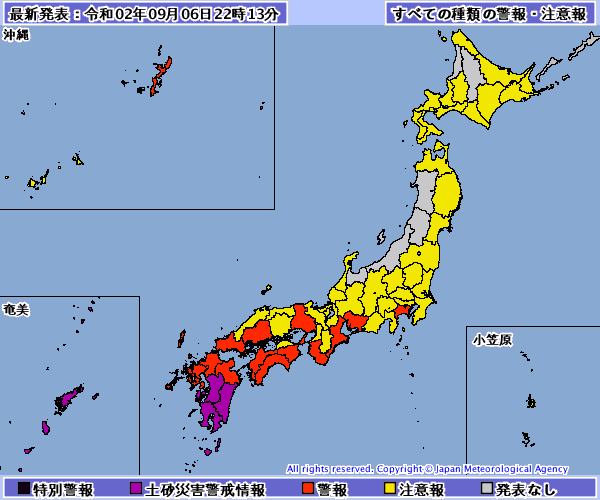 最新発表：令和02年09月06日22時13分
すべての種類の警報・注意報
沖縄
奄美
小笠原
All rights reserved. Copyright © Japan Meteorological Agency
特別警報 土砂災害警戒情報 警報 注意報 発表なし